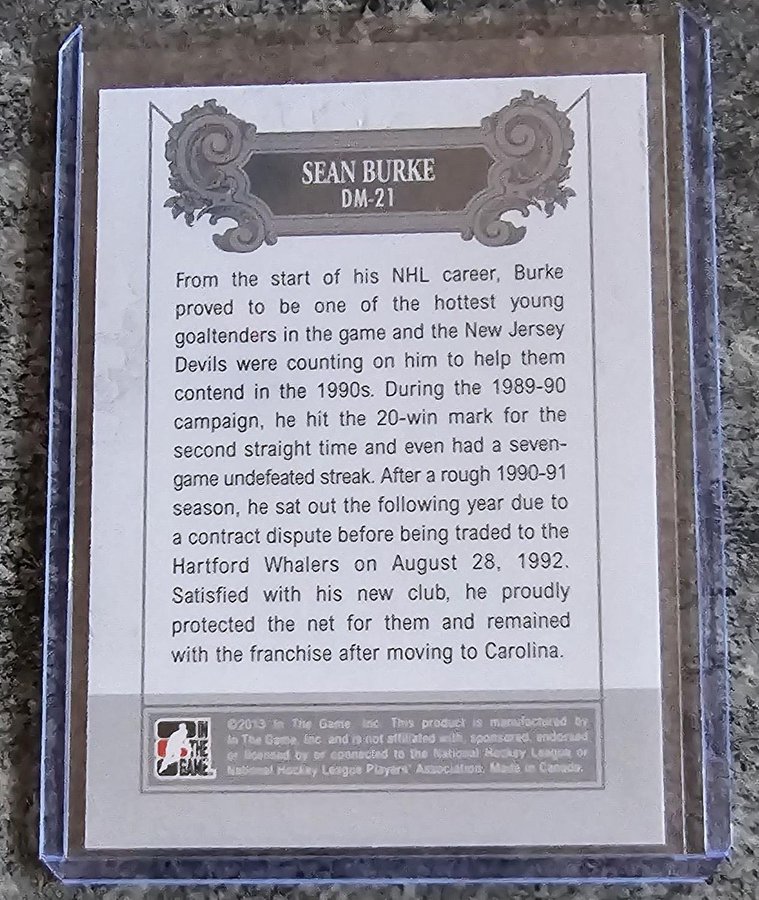 SEAN BURKE
DM-21
From the start of his NHL career, Burke
proved to be one of the hottest young
goaltenders in the game and the New Jersey
Devils were counting on him to help them
contend in the 1990s. During the 1989-90
campaign, he hit the 20-win mark for the
second straight time and even had a seven-
game undefeated streak. After a rough 1990-91
season, he sat out the following year due to
a contract dispute before being traded to the
Hartford Whalers on August 28, 1992.
Satisfied with his new club, he proudly
protected the net for them and remained
with the franchise after moving to Carolina.
IN
THE
GAME
©2013 In The Game, Inc. This product is manufactured by
In The Game, Inc. and is not affiliated with, sponsored, endorsed
or licensed by or connected to the National Hockey League or
National Hockey League Players' Association. Made in Canada.